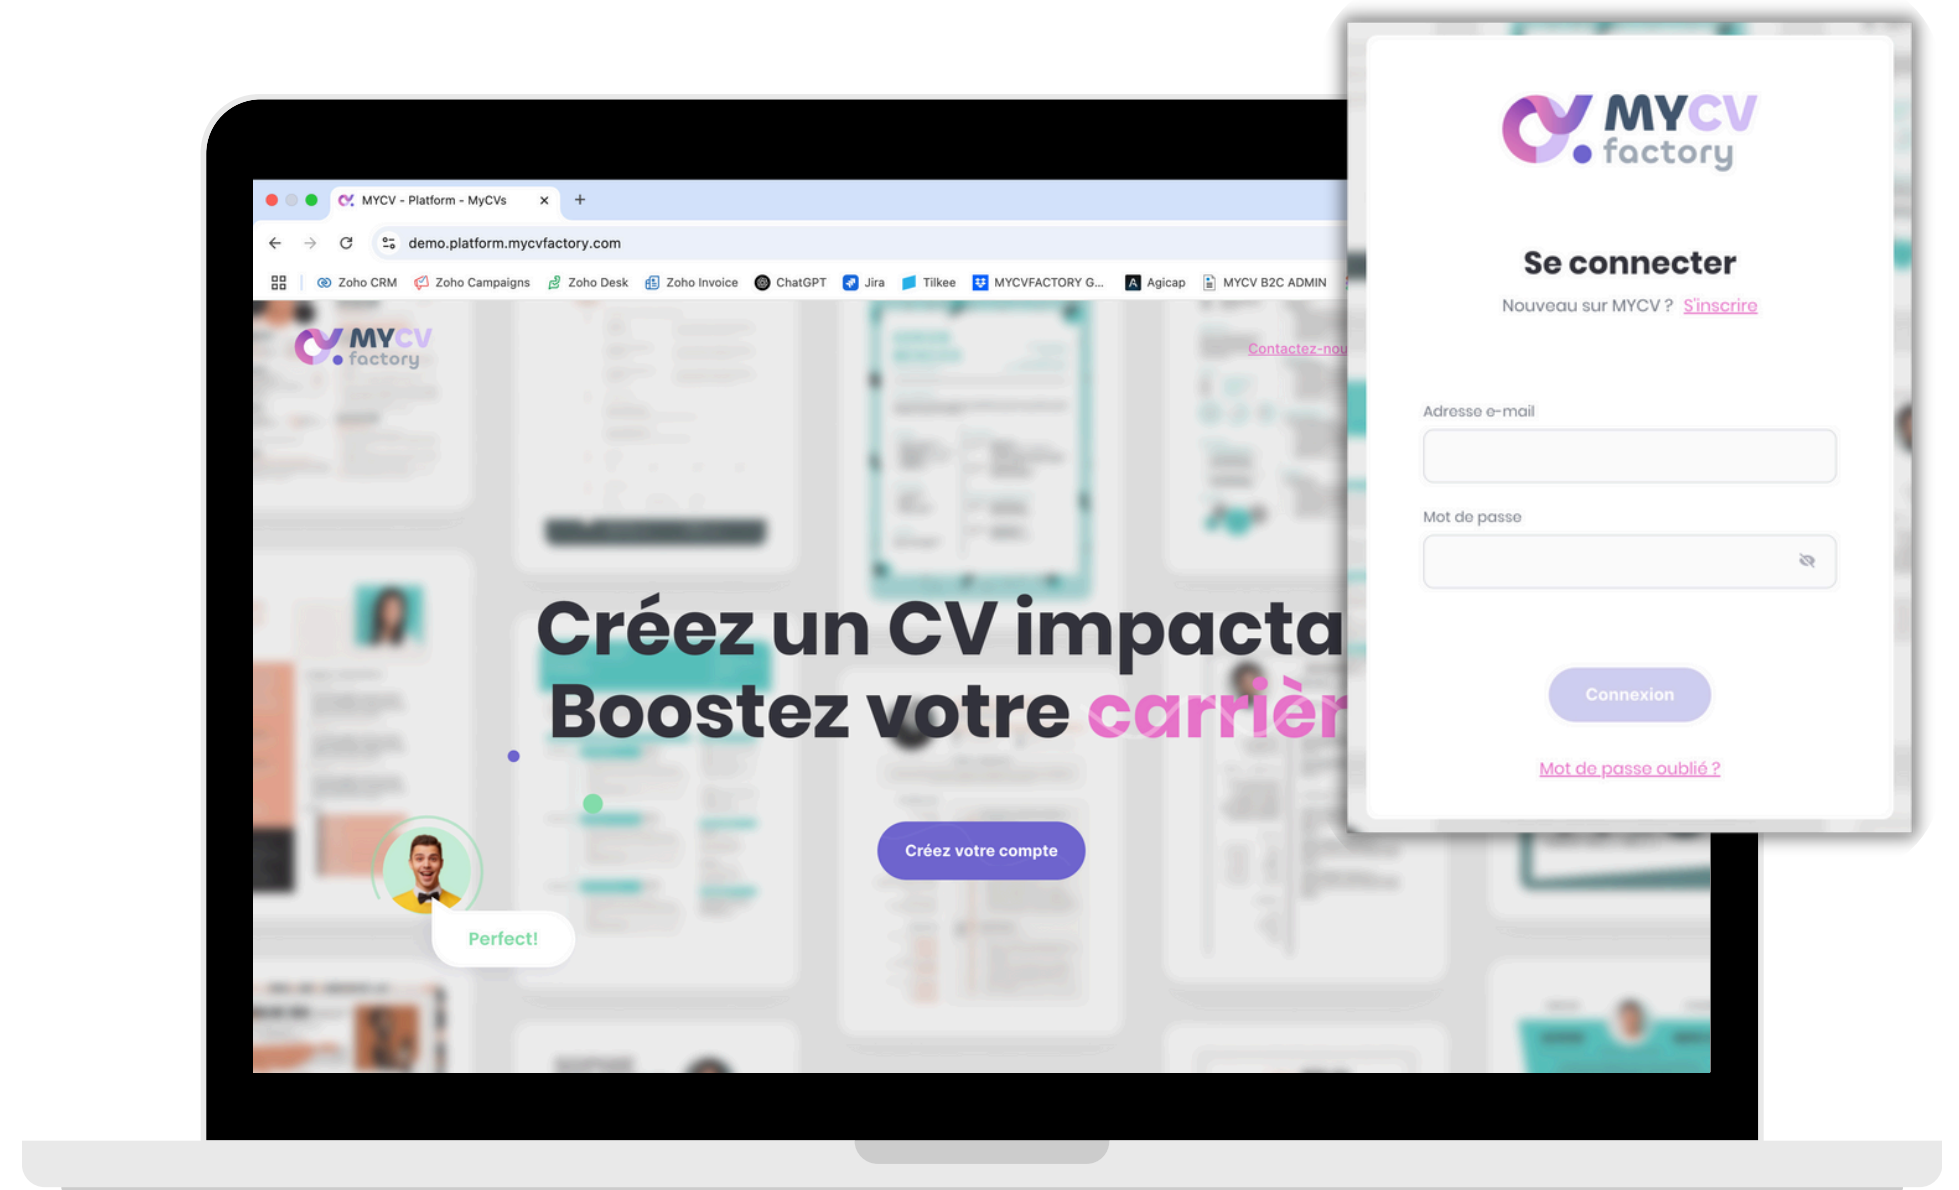 MYCV - Platform - MyCVs
demo.platform.mycvfactory.com
Zoho CRM Zoho Campaigns Zoho Desk Zoho Invoice ChatGPT Jira Tilkee MYCVFACTORY G... Agicap MYCV B2C ADMIN
MYCV
factory
Contactez-nou
Créez un CV impacta
Boostez votre carrièr
Créez votre compte
Perfect!
MYCV
factory
Se connecter
Nouveau sur MYCV ? S'inscrire
Adresse e-mail
Mot de passe
Connexion
Mot de passe oublié ?